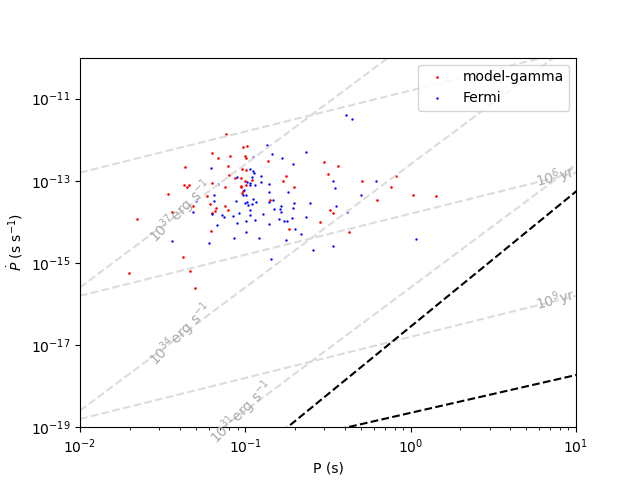 model-gamma
Fermi
10^{-11}
10^{-13}
10^{-15}
10^{-17}
10^{-19}
Ṗ (s s^{-1})
10^{37} erg s^{-1}
10^{34} erg s^{-1}
10^{31} erg s^{-1}
10^6 yr
10^9 yr
10^{-2}
10^{-1}
10^0
10^1
P (s)